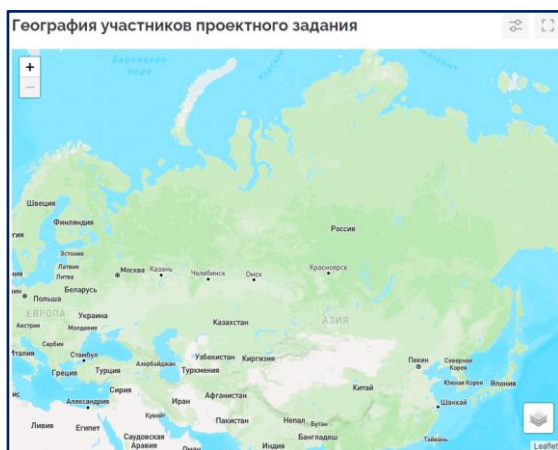 География участников проектного задания
Баренцево
море
+
−
Швеция
Финляндия
Россия
Эстония
Латвия
Литва
Москва
Казань
Челябинск
Омск
Красноярск
Польша
Беларусь
ЕВРОПА
Украина
Казахстан
АЗИЯ
Австрия
Молдавия
Сербия
Италия
Стамбул
Узбекистан
Киргизия
Пекин
Северная
Корея
Греция
Турция
Азербайджан
Туркмения
Южная Корея
Япония
Сирия
Иран
Афганистан
Китай
Шанхай
Александрия
Кувейт
Пакистан
Непал
Бутан
Ливия
Египет
Саудовская
Аравия
Оман
Индия
Бангладеш
Тайвань
Leaflet